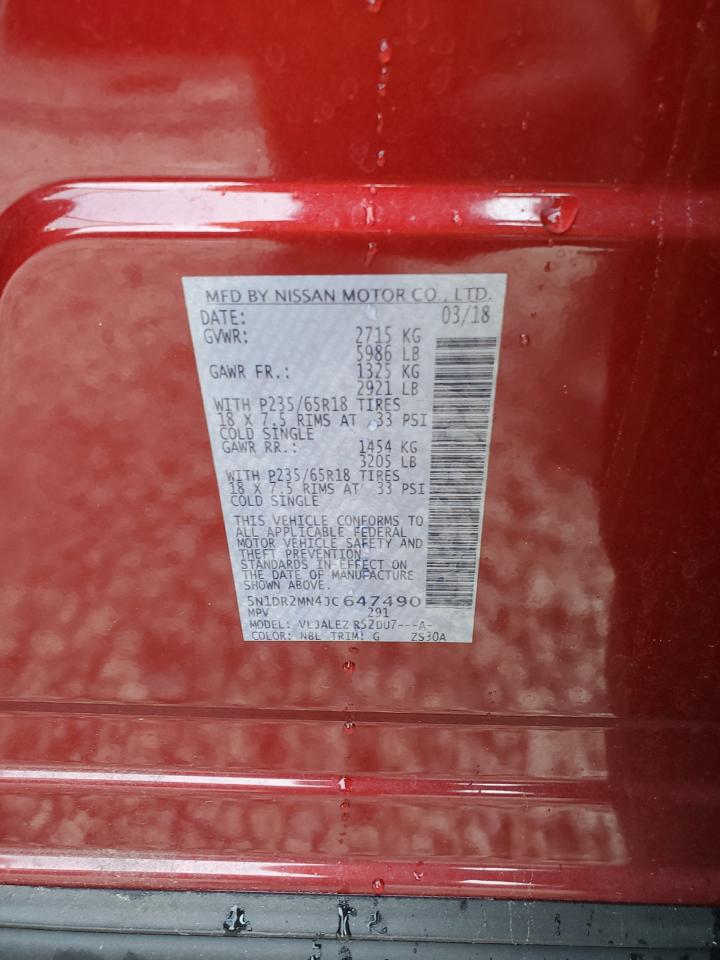 MFD BY NISSAN MOTOR CO., LTD.
DATE: 03/18
GVWR: 2715 KG
5986 LB
GAWR FR.: 1325 KG
2921 LB
WITH P235/65R18 TIRES
18 X 7.5 RIMS AT 33 PSI
COLD SINGLE
GAWR RR.: 1454 KG
3205 LB
WITH P235/65R18 TIRES
18 X 7.5 RIMS AT 33 PSI
COLD SINGLE
THIS VEHICLE CONFORMS TO
ALL APPLICABLE FEDERAL
MOTOR VEHICLE SAFETY AND
THEFT PREVENTION
STANDARDS IN EFFECT ON
THE DATE OF MANUFACTURE
SHOWN ABOVE.
5N1DR2MN4JC647490
MPV 291
MODEL: VLJALEZ R52DU7---A-
COLOR: NBL TRIM: G ZS30A